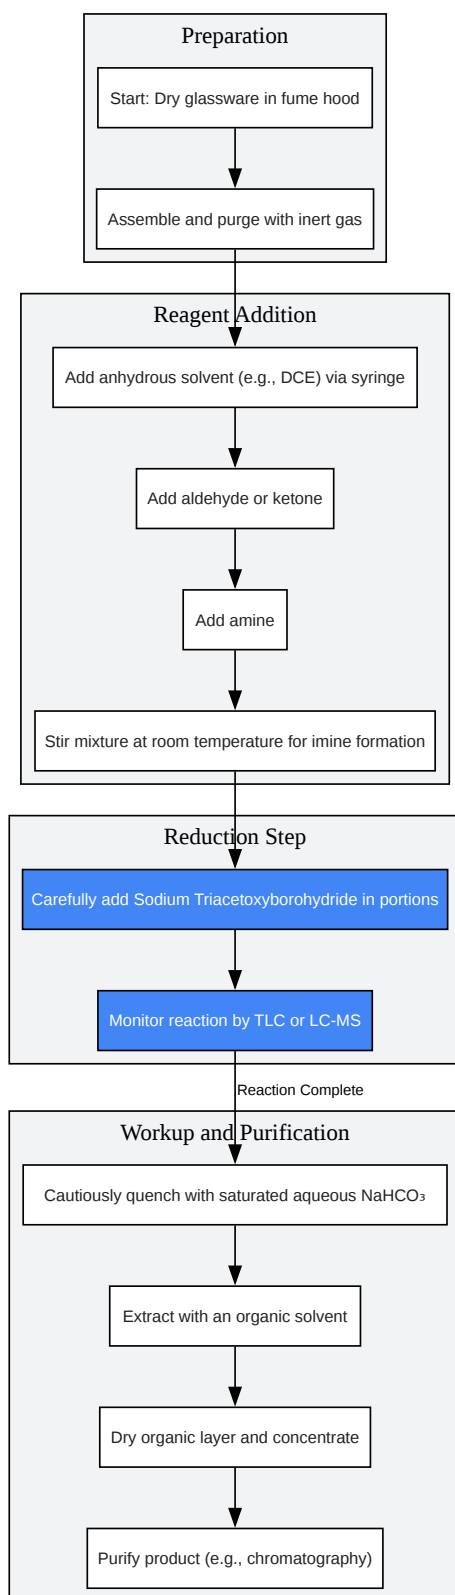 Preparation
Start: Dry glassware in fume hood
Assemble and purge with inert gas
Reagent Addition
Add anhydrous solvent (e.g., DCE) via syringe
Add aldehyde or ketone
Add amine
Stir mixture at room temperature for imine formation
Reduction Step
Carefully add Sodium Triacetoxyborohydride in portions
Monitor reaction by TLC or LC-MS
Reaction Complete
Workup and Purification
Cautiously quench with saturated aqueous NaHCO₃
Extract with an organic solvent
Dry organic layer and concentrate
Purify product (e.g., chromatography)